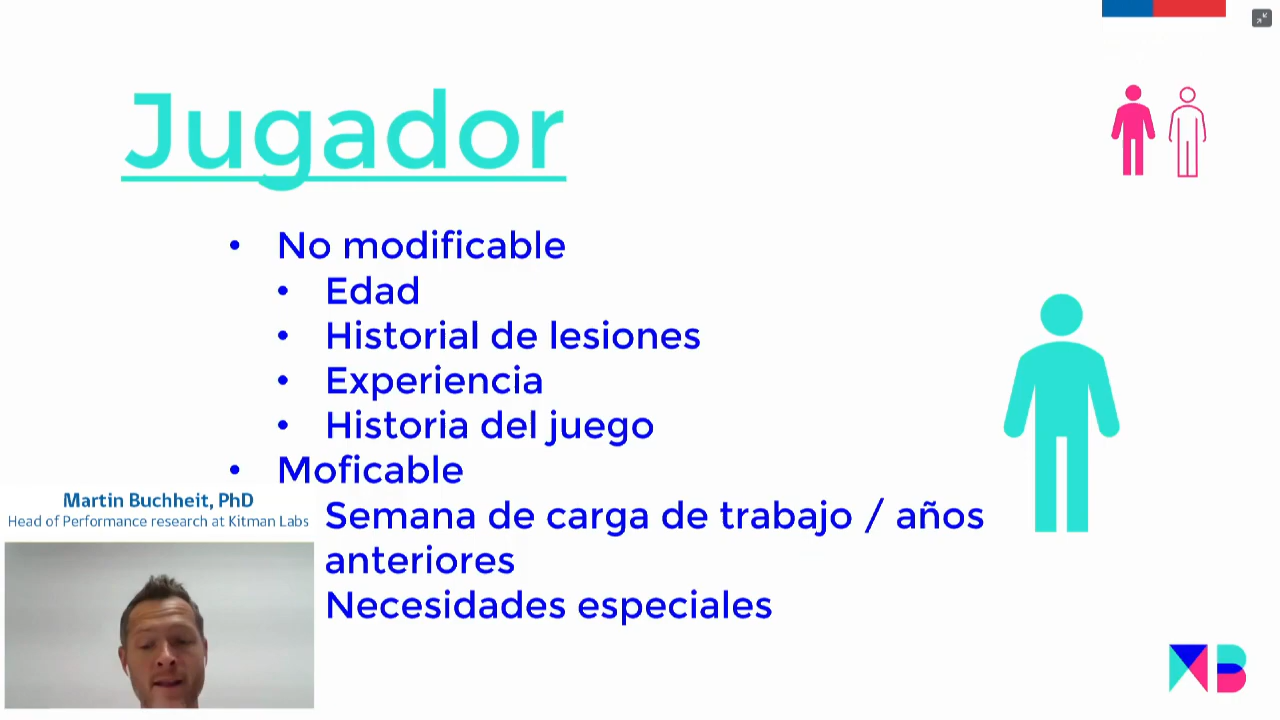 Jugador
• No modificable
• Edad
• Historial de lesiones
• Experiencia
• Historia del juego
• Moficable
Semana de carga de trabajo / años
anteriores
Necesidades especiales
Martin Buchheit, PhD
Head of Performance research at Kitman Labs
MB